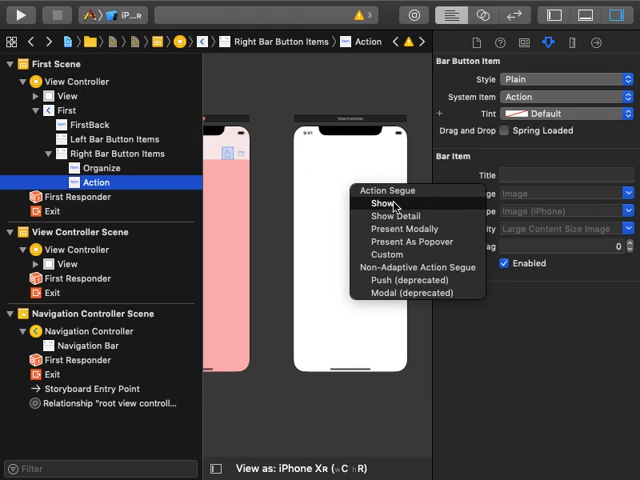 iP...R
3
Right Bar Button Items
Action
First Scene
View Controller
View
First
FirstBack
Left Bar Button Items
Right Bar Button Items
Organize
Action
First Responder
Exit
View Controller Scene
View Controller
View
First Responder
Exit
Navigation Controller Scene
Navigation Controller
Navigation Bar
First Responder
Exit
Storyboard Entry Point
Relationship "root view controll...
Filter
View Controller
9:41
Action Segue
Show
Show Detail
Present Modally
Present As Popover
Custom
Non-Adaptive Action Segue
Push (deprecated)
Modal (deprecated)
View as: iPhone XR (wC hR)
Bar Button Item
Style Plain
System Item Action
+ Tint Default
Drag and Drop Spring Loaded
Bar Item
Title
Image
Image (iPhone)
Large Content Size Image
0
Enabled